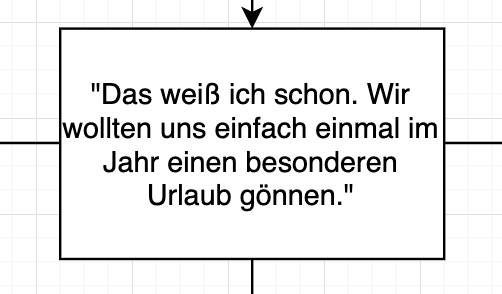 "Das weiß ich schon. Wir
wollten uns einfach einmal im
Jahr einen besonderen
Urlaub gönnen."